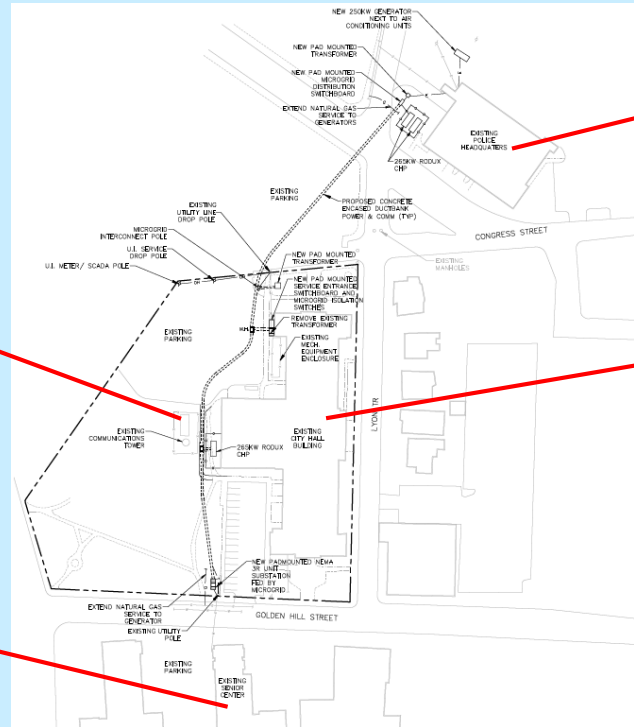 NEW 250KW GENERATOR
NEXT TO AIR
CONDITIONING UNITS
NEW PAD MOUNTED
TRANSFORMER
NEW PAD MOUNTED
MICROGRID
DISTRIBUTION
SWITCHBOARD
EXTEND NATURAL GAS
SERVICE TO
GENERATORS
EXISTING
POLICE
HEADQUATERS
265KW RODUX
CHP
EXISTING
PARKING
PROPOSED CONCRETE
ENCASED DUCTBANK
POWER & COMM (TYP)
EXISTING
UTILITY LINE
DROP POLE
MICROGRID
INTERCONNECT POLE
U.I. SERVICE
DROP POLE
U.I. METER/ SCADA POLE
CONGRESS STREET
EXISTING
MANHOLES
NEW PAD MOUNTED
TRANSFORMER
NEW PAD MOUNTED
SERVICE ENTRANCE
SWITCHBOARD AND
MICROGRID ISOLATION
SWITCHES
REMOVE EXISTING
TRANSFORMER
EXISTING
PARKING
EXISTING
MECH.
EQUIPMENT
ENCLOSURE
EXISTING
COMMUNICATIONS
TOWER
265KW RODUX
CHP
EXISTING
CITY HALL
BUILDING
NEW PADMOUNTED NEMA
3R UNIT
SUBSTATION
FED BY
MICROGRID
EXTEND NATURAL GAS
SERVICE TO
GENERATOR
GOLDEN HILL STREET
EXISTING UTILITY
POLE
EXISTING
PARKING
EXISTING
SENIOR
CENTER